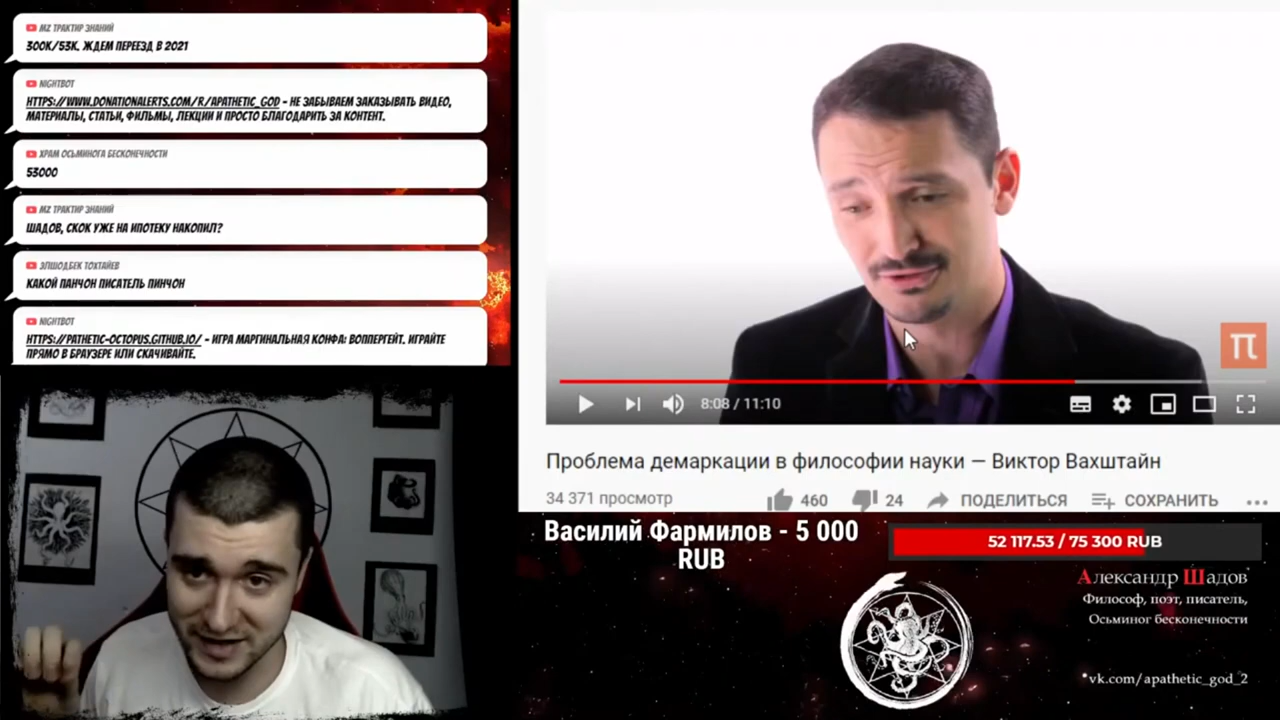 MZ ТРАКТИР ЗНАНИЙ
300К/53К. ЖДЕМ ПЕРЕЕЗД В 2021
NIGHTBOT
HTTPS://WWW.DONATIONALERTS.COM/R/APATHETIC_GOD - НЕ ЗАБЫВАЕМ ЗАКАЗЫВАТЬ ВИДЕО,
МАТЕРИАЛЫ, СТАТЬИ, ФИЛЬМЫ, ЛЕКЦИИ И ПРОСТО БЛАГОДАРИТЬ ЗА КОНТЕНТ.
ХРАМ ОСЬМИНОГА БЕСКОНЕЧНОСТИ
53000
MZ ТРАКТИР ЗНАНИЙ
ШАДОВ, СКОК УЖЕ НА ИПОТЕКУ НАКОПИЛ?
ЭЛШОДБЕК ТОХТАЙЕВ
КАКОЙ ПАНЧОН ПИСАТЕЛЬ ПИНЧОН
NIGHTBOT
HTTPS://PATHETIC-OCTOPUS.GITHUB.IO/ - ИГРА МАРГИНАЛЬНАЯ КОНФА: ВОППЕРГЕЙТ. ИГРАЙТЕ
ПРЯМО В БРАУЗЕРЕ ИЛИ СКАЧИВАЙТЕ.
π
8:08 / 11:10
Проблема демаркации в философии науки — Виктор Вахштайн
34 371 просмотр
460
24
ПОДЕЛИТЬСЯ
СОХРАНИТЬ
Василий Фармилов - 5 000
RUB
52 117.53 / 75 300 RUB
Александр Шадов
Философ, поэт, писатель,
Осьминог бесконечности
*vk.com/apathetic_god_2